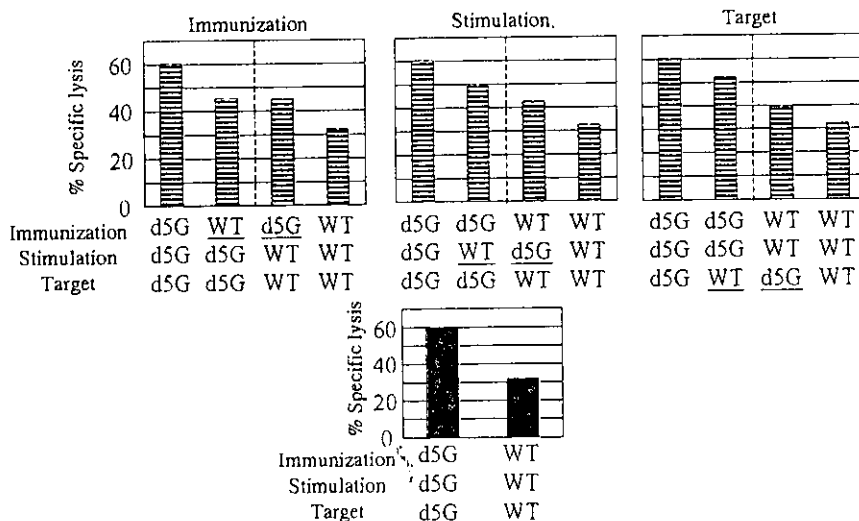 Immunization
Stimulation.
Target
% Specific lysis
60
40
20
0
Immunization d5G WT d5G WT d5G d5G WT WT d5G d5G WT WT
Stimulation d5G d5G WT WT d5G WT d5G WT d5G d5G WT WT
Target d5G d5G WT WT d5G d5G WT WT d5G WT d5G WT
% Specific lysis
60
40
20
0
Immunization d5G WT
Stimulation d5G WT
Target d5G WT